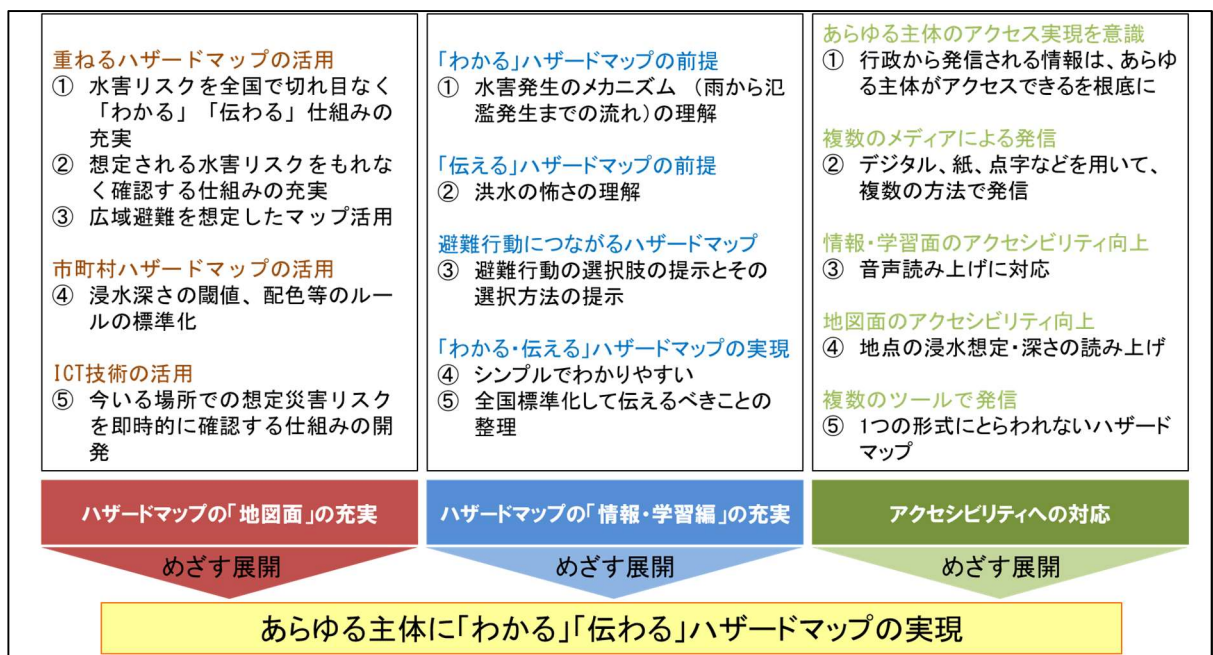 重ねるハザードマップの活用
① 水害リスクを全国で切れ目なく
「わかる」「伝わる」仕組みの
充実
② 想定される水害リスクをもれな
く確認する仕組みの充実
③ 広域避難を想定したマップ活用
市町村ハザードマップの活用
④ 浸水深さの閾値、配色等のルー
ルの標準化
ICT技術の活用
⑤ 今いる場所での想定災害リスク
を即時的に確認する仕組みの開
発
ハザードマップの「地図面」の充実
めざす展開
「わかる」ハザードマップの前提
① 水害発生のメカニズム (雨から氾
濫発生までの流れ)の理解
「伝える」ハザードマップの前提
② 洪水の怖さの理解
避難行動につながるハザードマップ
③ 避難行動の選択肢の提示とその
選択方法の提示
「わかる・伝える」ハザードマップの実現
④ シンプルでわかりやすい
⑤ 全国標準化して伝えるべきことの
整理
ハザードマップの「情報・学習編」の充実
めざす展開
あらゆる主体のアクセス実現を意識
① 行政から発信される情報は、あらゆ
る主体がアクセスできるを根底に
複数のメディアによる発信
② デジタル、紙、点字などを用いて、
複数の方法で発信
情報・学習面のアクセシビリティ向上
③ 音声読み上げに対応
地図面のアクセシビリティ向上
④ 地点の浸水想定・深さの読み上げ
複数のツールで発信
⑤ 1つの形式にとらわれないハザード
マップ
アクセシビリティへの対応
めざす展開
あらゆる主体に「わかる」「伝わる」ハザードマップの実現